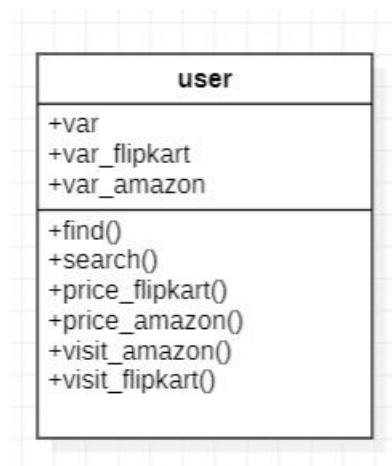 user
+var
+var_flipkart
+var_amazon
+find()
+search()
+price_flipkart()
+price_amazon()
+visit_amazon()
+visit_flipkart()